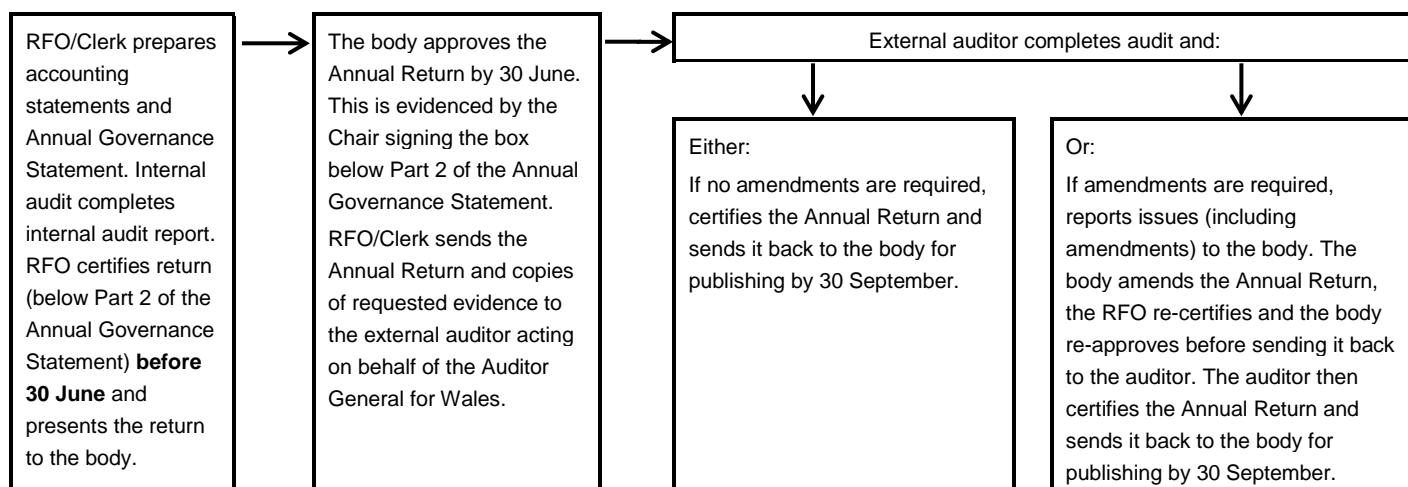 RFO/Clerk prepares
accounting
statements and
Annual Governance
Statement. Internal
audit completes
internal audit report.
RFO certifies return
(below Part 2 of the
Annual Governance
Statement) before
30 June and
presents the return
to the body.
The body approves the
Annual Return by 30 June.
This is evidenced by the
Chair signing the box
below Part 2 of the Annual
Governance Statement.
RFO/Clerk sends the
Annual Return and copies
of requested evidence to
the external auditor acting
on behalf of the Auditor
General for Wales.
External auditor completes audit and:
Either:
If no amendments are required,
certifies the Annual Return and
sends it back to the body for
publishing by 30 September.
Or:
If amendments are required,
reports issues (including
amendments) to the body. The
body amends the Annual Return,
the RFO re-certifies and the body
re-approves before sending it back
to the auditor. The auditor then
certifies the Annual Return and
sends it back to the body for
publishing by 30 September.